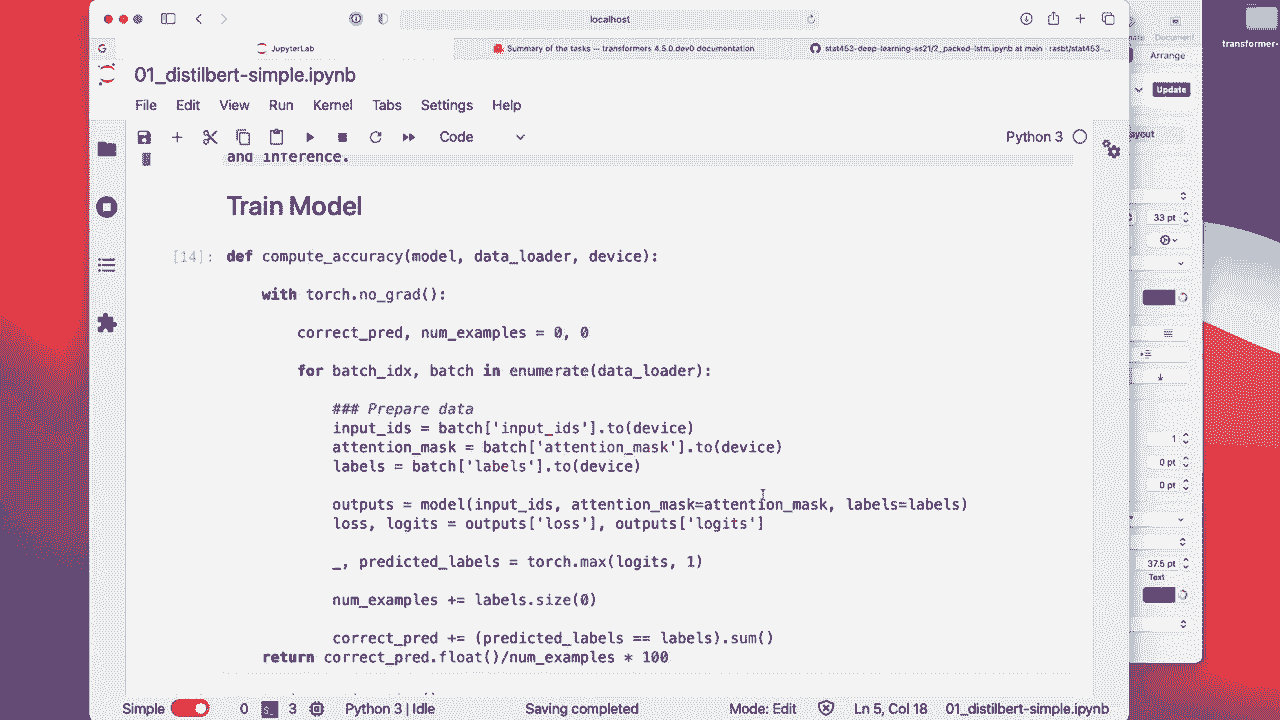 localhost
G
JupyterLab
Summary of the tasks — transformers 4.5.0.dev0 documentation
stat453-deep-learning-ss21/2_packed-lstm.ipynb at main · rasbt/stat453-...
transformer-
Document
Arrange
Update
01_distilbert-simple.ipynb
File Edit View Run Kernel Tabs Settings Help
Code
Python 3
ayout
and inference.
Train Model
33 pt
[14]: def compute_accuracy(model, data_loader, device):
with torch.no_grad():
correct_pred, num_examples = 0, 0
for batch_idx, batch in enumerate(data_loader):
### Prepare data
input_ids = batch['input_ids'].to(device)
attention_mask = batch['attention_mask'].to(device)
labels = batch['labels'].to(device)
1
0 pt
0 pt
outputs = model(input_ids, attention_mask=attention_mask, labels=labels)
loss, logits = outputs['loss'], outputs['logits']
_, predicted_labels = torch.max(logits, 1)
37.5 pt
Text
num_examples += labels.size(0)
correct_pred += (predicted_labels == labels).sum()
return correct_pred.float()/num_examples * 100
Simple 0 3 Python 3 | Idle Saving completed Mode: Edit Ln 5, Col 18 01_distilbert-simple.ipynb